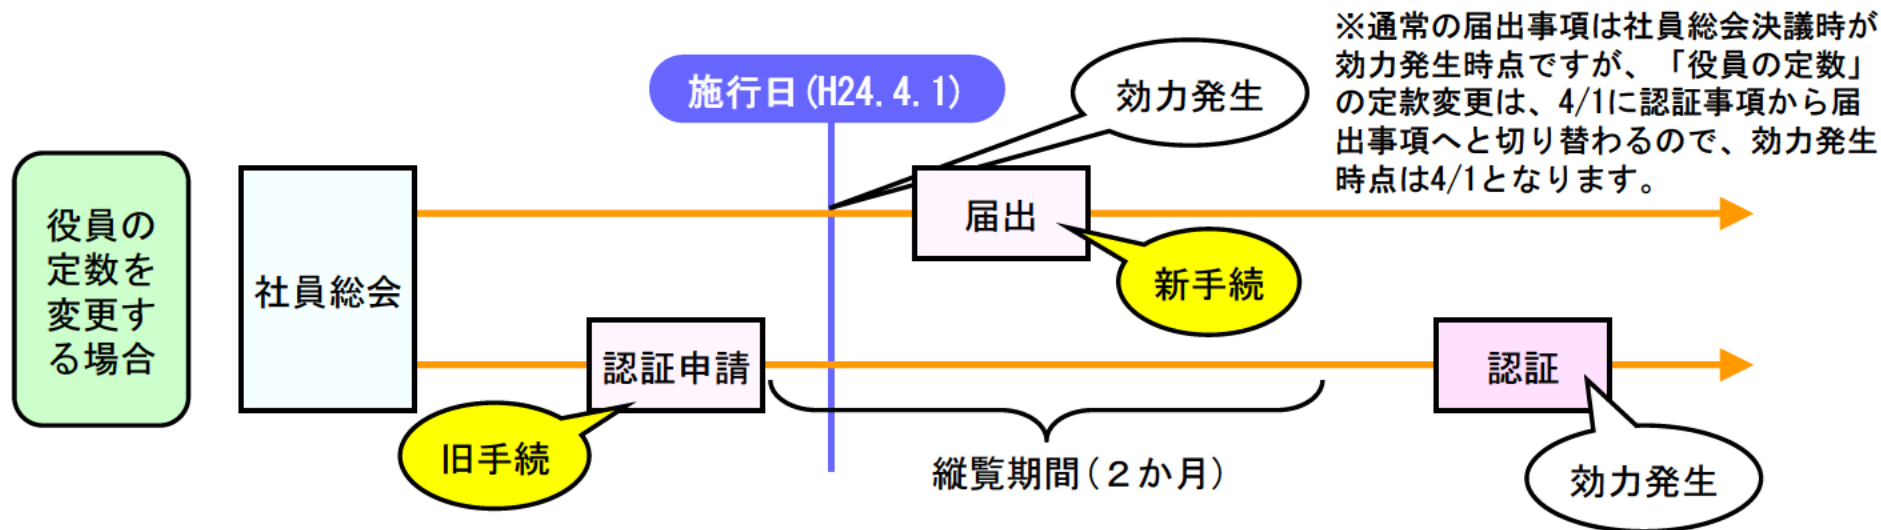 ※通常の届出事項は社員総会決議時が
効力発生時点ですが、「役員の定数」
の定款変更は、4/1に認証事項から届
出事項へと切り替わるので、効力発生
時点は4/1となります。
施行日(H24.4.1)
効力発生
役員の
定数を
変更す
る場合
社員総会
届出
新手続
認証申請
旧手続
縦覧期間(２か月)
認証
効力発生